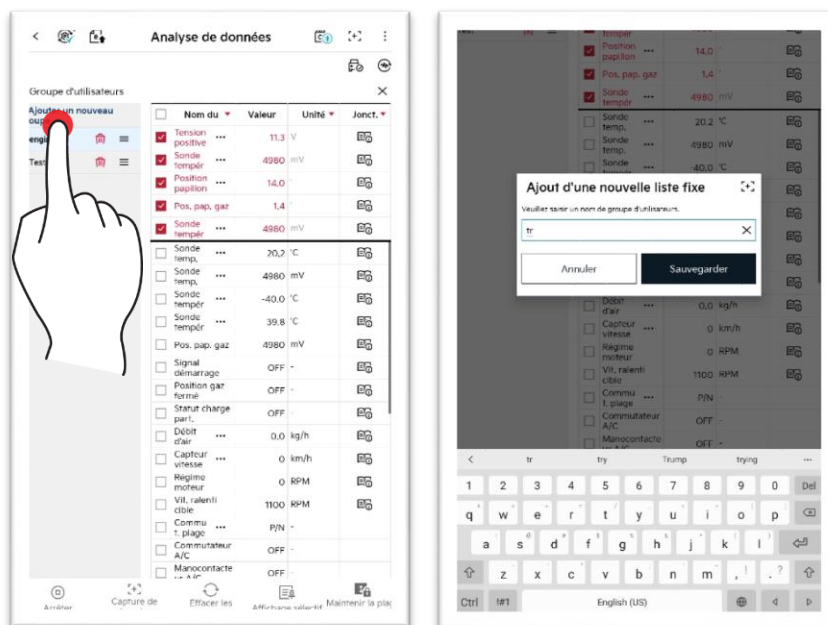 Analyse de données
Groupe d'utilisateurs
Ajouter un nouveau
Nom du Valeur Unité Jonct.
Tension positive 11.3 V
Sonde tempér 4980 mV
Position papillon 14.0
Pos, pap, gaz 1,4
Sonde tempér 4980 mV
Sonde temp, 20,2 °C
Sonde temp, 4980 mV
Sonde tempér -40.0 °C
Sonde tempér 39.8 °C
Pos. pap. gaz 4980 mV
Signal démarrage OFF -
Position gaz fermé OFF -
Statut charge part, OFF -
Débit d'air 0.0 kg/h
Capteur vitesse 0 km/h
Régime moteur 0 RPM
Vit, ralenti cible 1100 RPM
Commu t. plage P/N -
Commutateur A/C OFF -
Manocontacte OFF -
Test
Arrêter
Capture de
Effacer les
Affichage sélectif
Maintenir la plag
Position papillon 14,0
Pos, pap, gaz 1,4
Sonde tempér 4980 mV
Sonde temp. 20.2 °C
Sonde temp. 4980 mV
Sonde -40.0 °C
Ajout d'une nouvelle liste fixe
Veuillez saisir un nom de groupe d'utilisateurs.
tr
Annuler
Sauvegarder
Débit d'air 0,0 kg/h
Capteur vitesse 0 km/h
Régime moteur 0 RPM
Vit, ralenti cible 1100 RPM
Commu t. plage P/N -
Commutateur A/C OFF -
Manocontacte OFF -
tr try Trump trying
1 2 3 4 5 6 7 8 9 0 Del
q w e r t y u i o p
a s d f g h j k l
z x c v b n m , ! . ?
Ctrl !#1 English (US)